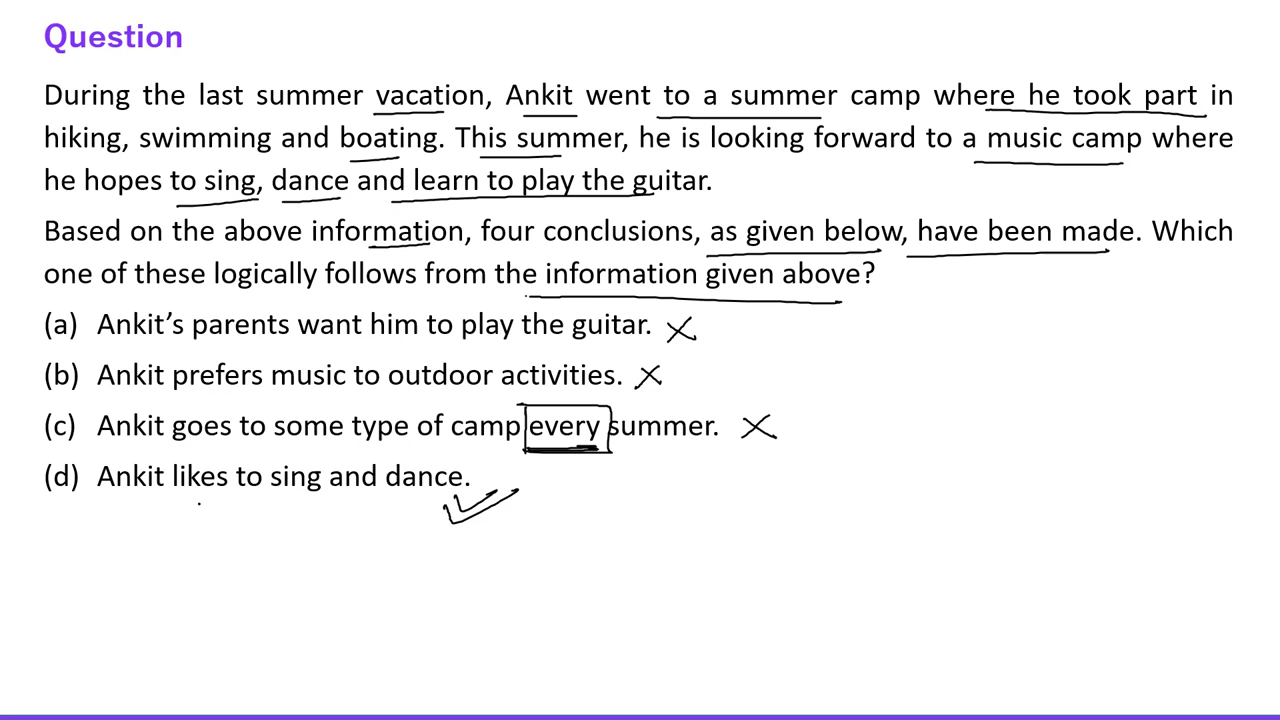 Question
During the last summer vacation, Ankit went to a summer camp where he took part in
hiking, swimming and boating. This summer, he is looking forward to a music camp where
he hopes to sing, dance and learn to play the guitar.
Based on the above information, four conclusions, as given below, have been made. Which
one of these logically follows from the information given above?
(a) Ankit’s parents want him to play the guitar.
(b) Ankit prefers music to outdoor activities.
(c) Ankit goes to some type of camp every summer.
(d) Ankit likes to sing and dance.